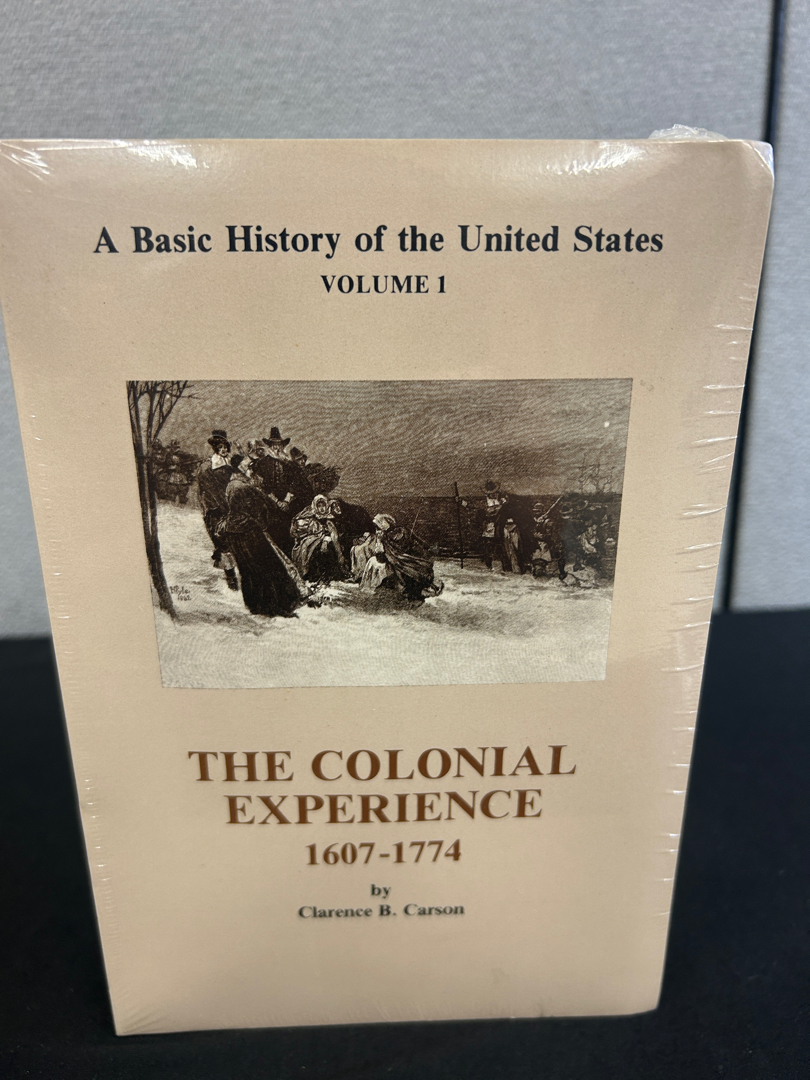 A Basic History of the United States
VOLUME 1
THE COLONIAL
EXPERIENCE
1607-1774
by
Clarence B. Carson